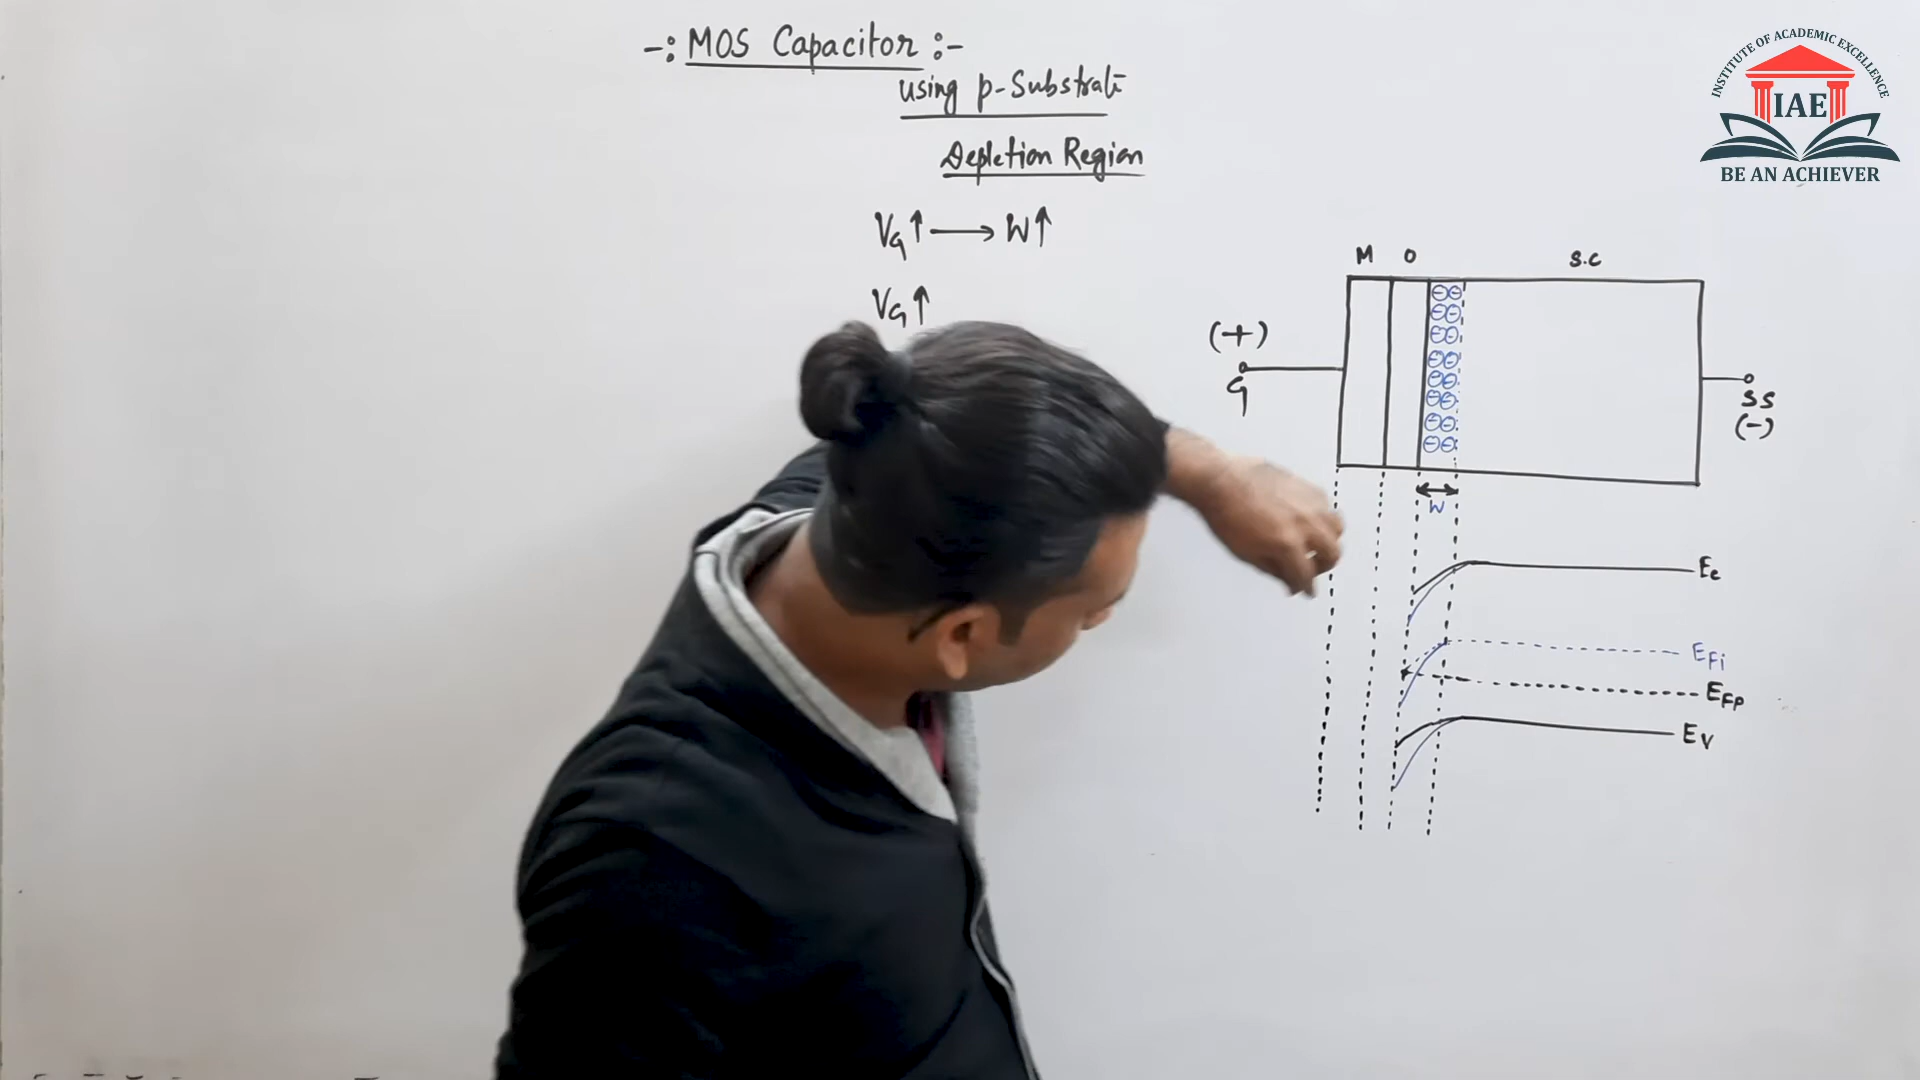 -: MOS Capacitor :-
using p-Substrate
Depletion Region
VG↑ → W↑
VG↑
INSTITUTE OF ACADEMIC EXCELLENCE
IAE
BE AN ACHIEVER
M O S.C
(+)
G
SS
(-)
W
Ec
EFi
EFp
Ev